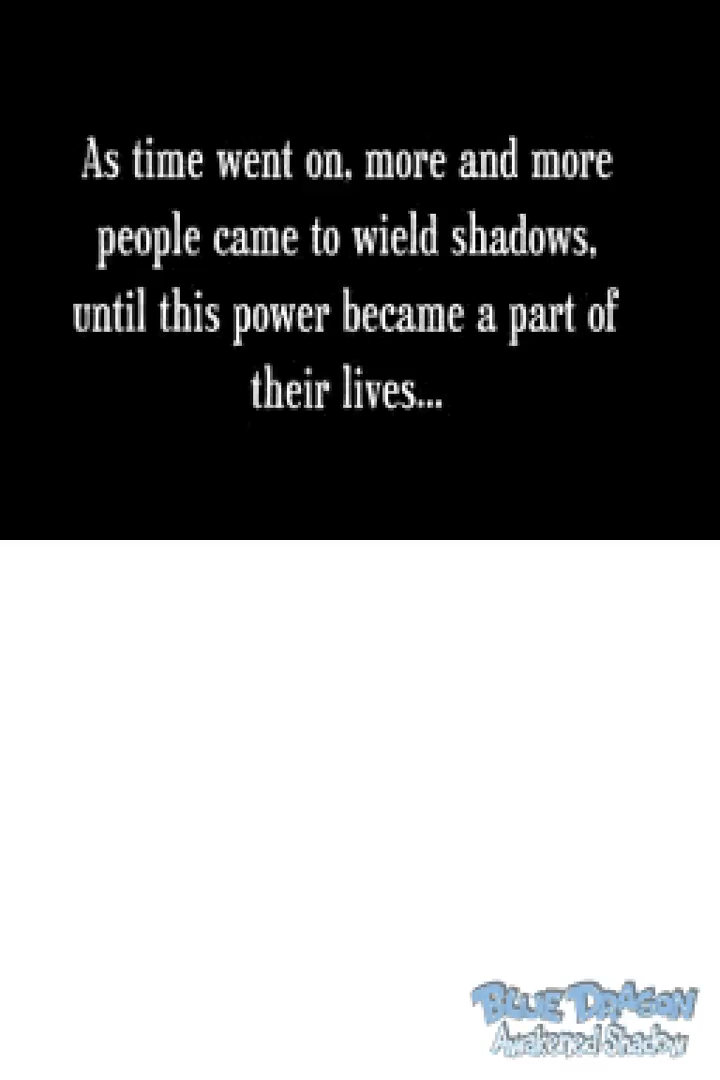 As time went on, more and more
people came to wield shadows,
until this power became a part of
their lives...
BLUE DRAGON
Awakened Shadow